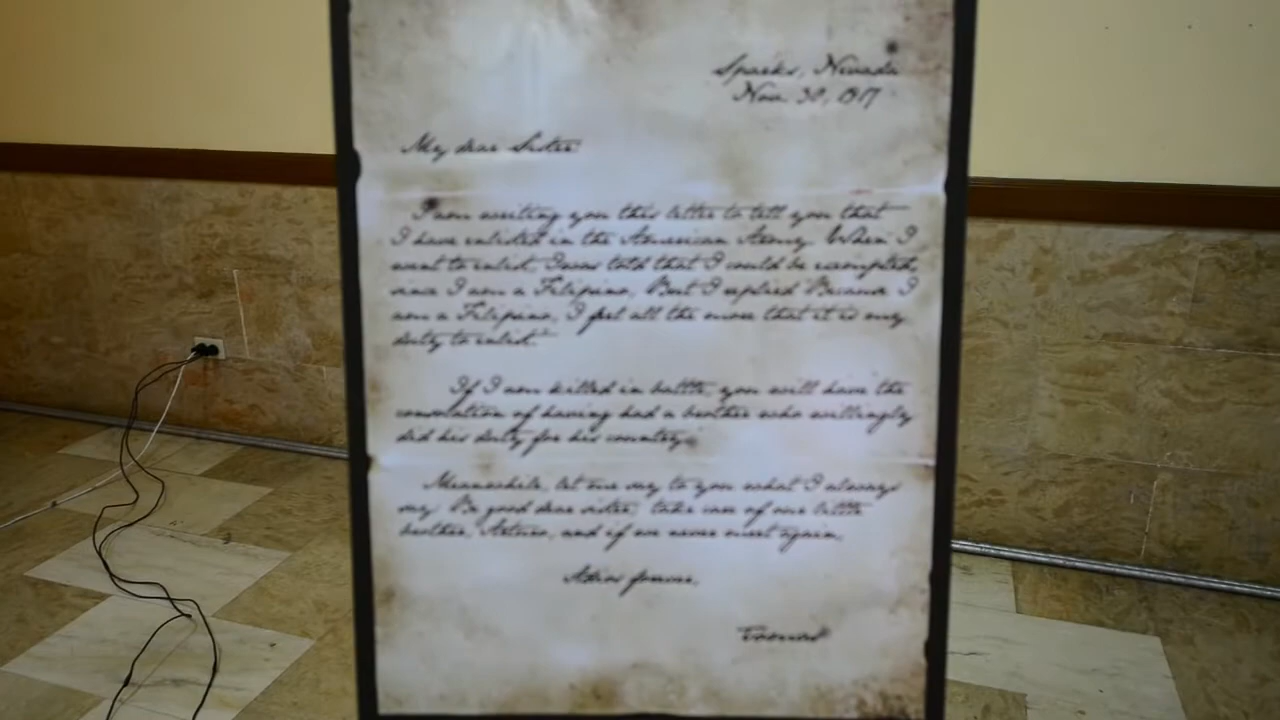 Sparks, Nevada
Nov. 30, 1917
My dear Sister
I am writing you this letter to tell you that
I have enlisted in the American Army. When I
went to enlist, I was told that I could be exempted,
since I am a Filipino, But I replied Because I
am a Filipino, I feel all the more that it is my
duty to enlist.
If I am killed in battle, you will have the
consolation of having had a brother who willingly
did his duty for his country.
Meanwhile, let me say to you what I always
say Be good dear sister, take care of our little
brother, Arturo, and if we never meet again,
Adios forever,